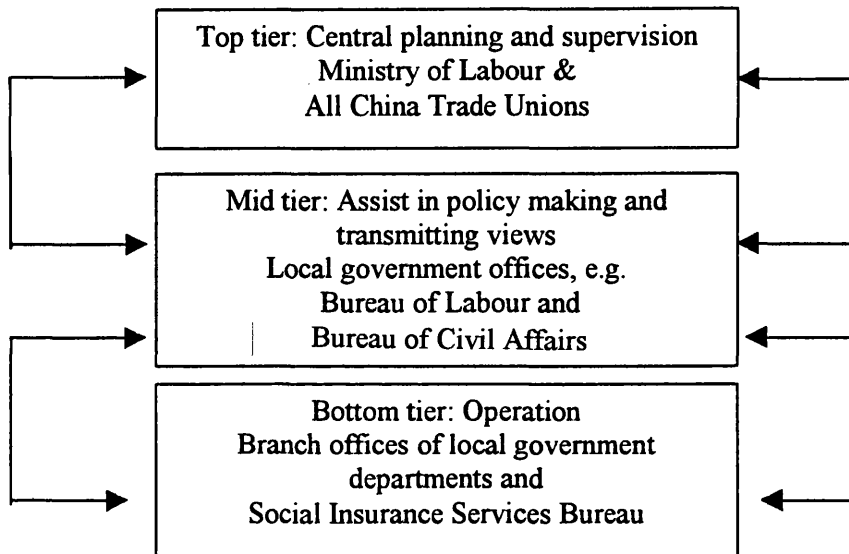 Top tier: Central planning and supervision
Ministry of Labour &
All China Trade Unions
Mid tier: Assist in policy making and
transmitting views
Local government offices, e.g.
Bureau of Labour and
Bureau of Civil Affairs
Bottom tier: Operation
Branch offices of local government
departments and
Social Insurance Services Bureau